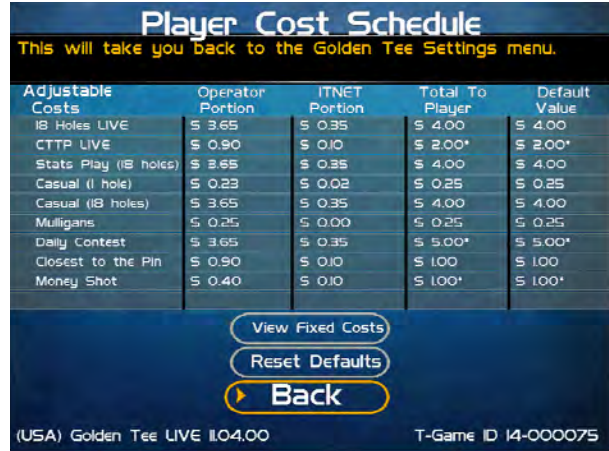 Player Cost Schedule
This will take you back to the Golden Tee Settings menu.
Adjustable Costs Operator Portion ITNET Portion Total To Player Default Value
18 Holes LIVE $ 3.65 $ 0.35 $ 4.00 $ 4.00
CTTP LIVE $ 0.90 $ 0.10 $ 2.00* $ 2.00*
Stats Play (18 holes) $ 3.65 $ 0.35 $ 4.00 $ 4.00
Casual (1 hole) $ 0.23 $ 0.02 $ 0.25 $ 0.25
Casual (18 holes) $ 3.65 $ 0.35 $ 4.00 $ 4.00
Mulligans $ 0.25 $ 0.00 $ 0.25 $ 0.25
Daily Contest $ 3.65 $ 0.35 $ 5.00* $ 5.00*
Closest to the Pin $ 0.90 $ 0.10 $ 1.00 $ 1.00
Money Shot $ 0.40 $ 0.10 $ 1.00* $ 1.00*
View Fixed Costs
Reset Defaults
Back
(USA) Golden Tee LIVE 11.04.00 T-Game ID 14-000075